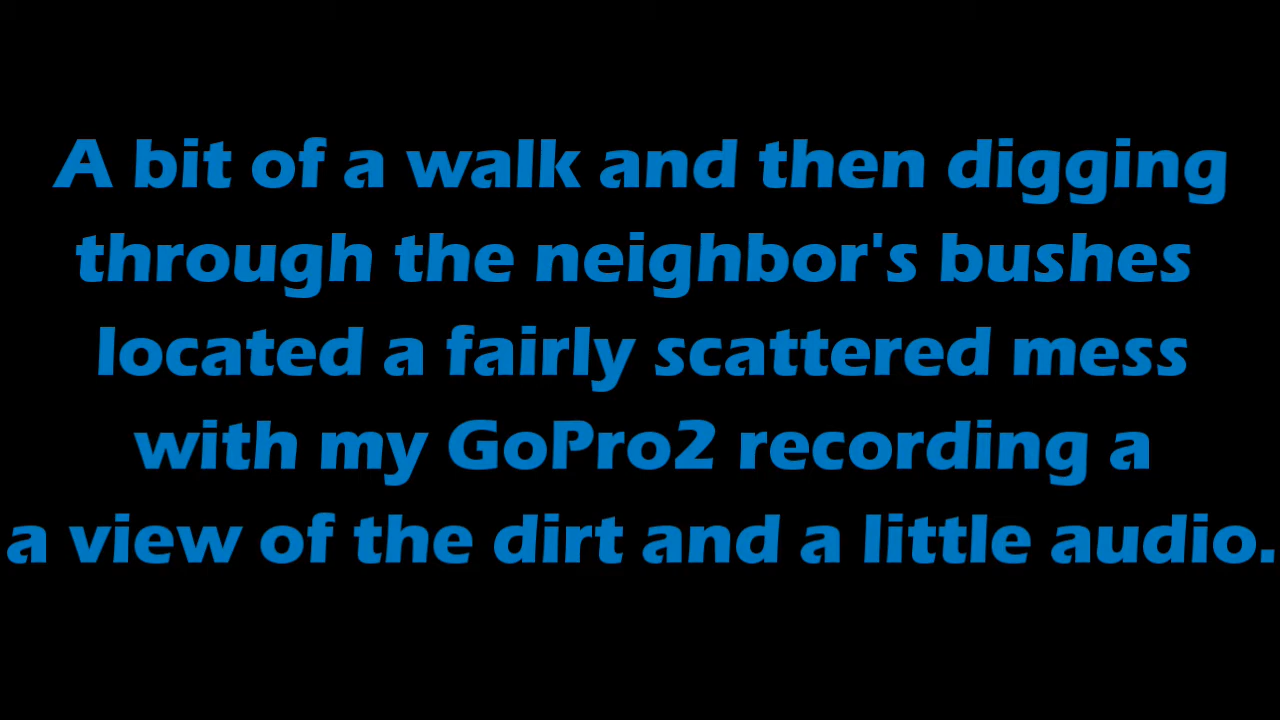 A bit of a walk and then digging
through the neighbor's bushes
located a fairly scattered mess
with my GoPro2 recording a
a view of the dirt and a little audio.